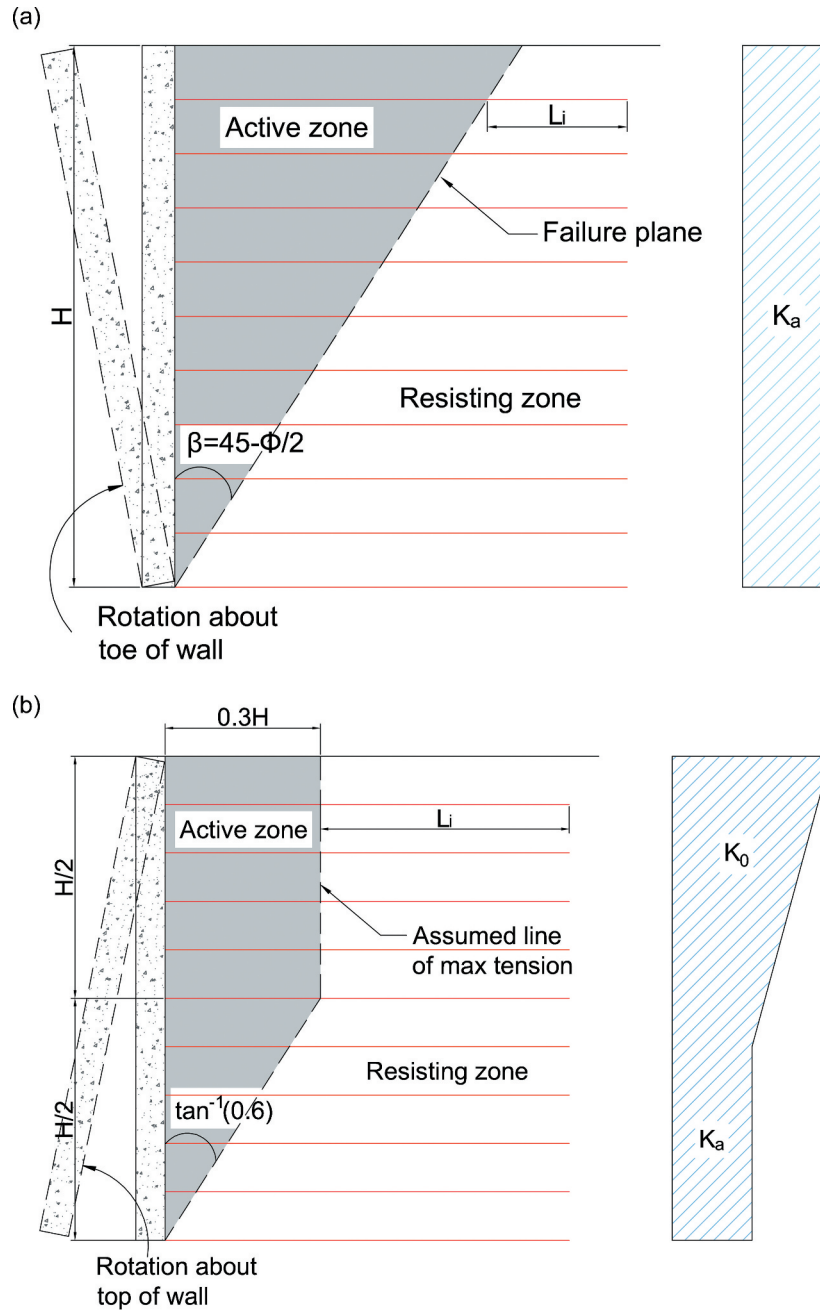 (a)
Active zone
Lᵢ
Failure plane
H
Kₐ
Resisting zone
β=45-Φ/2
Rotation about
toe of wall
(b)
0.3H
Active zone
Lᵢ
K₀
H/2
Assumed line
of max tension
Resisting zone
H/2
tan⁻¹(0.6)
Kₐ
Rotation about
top of wall